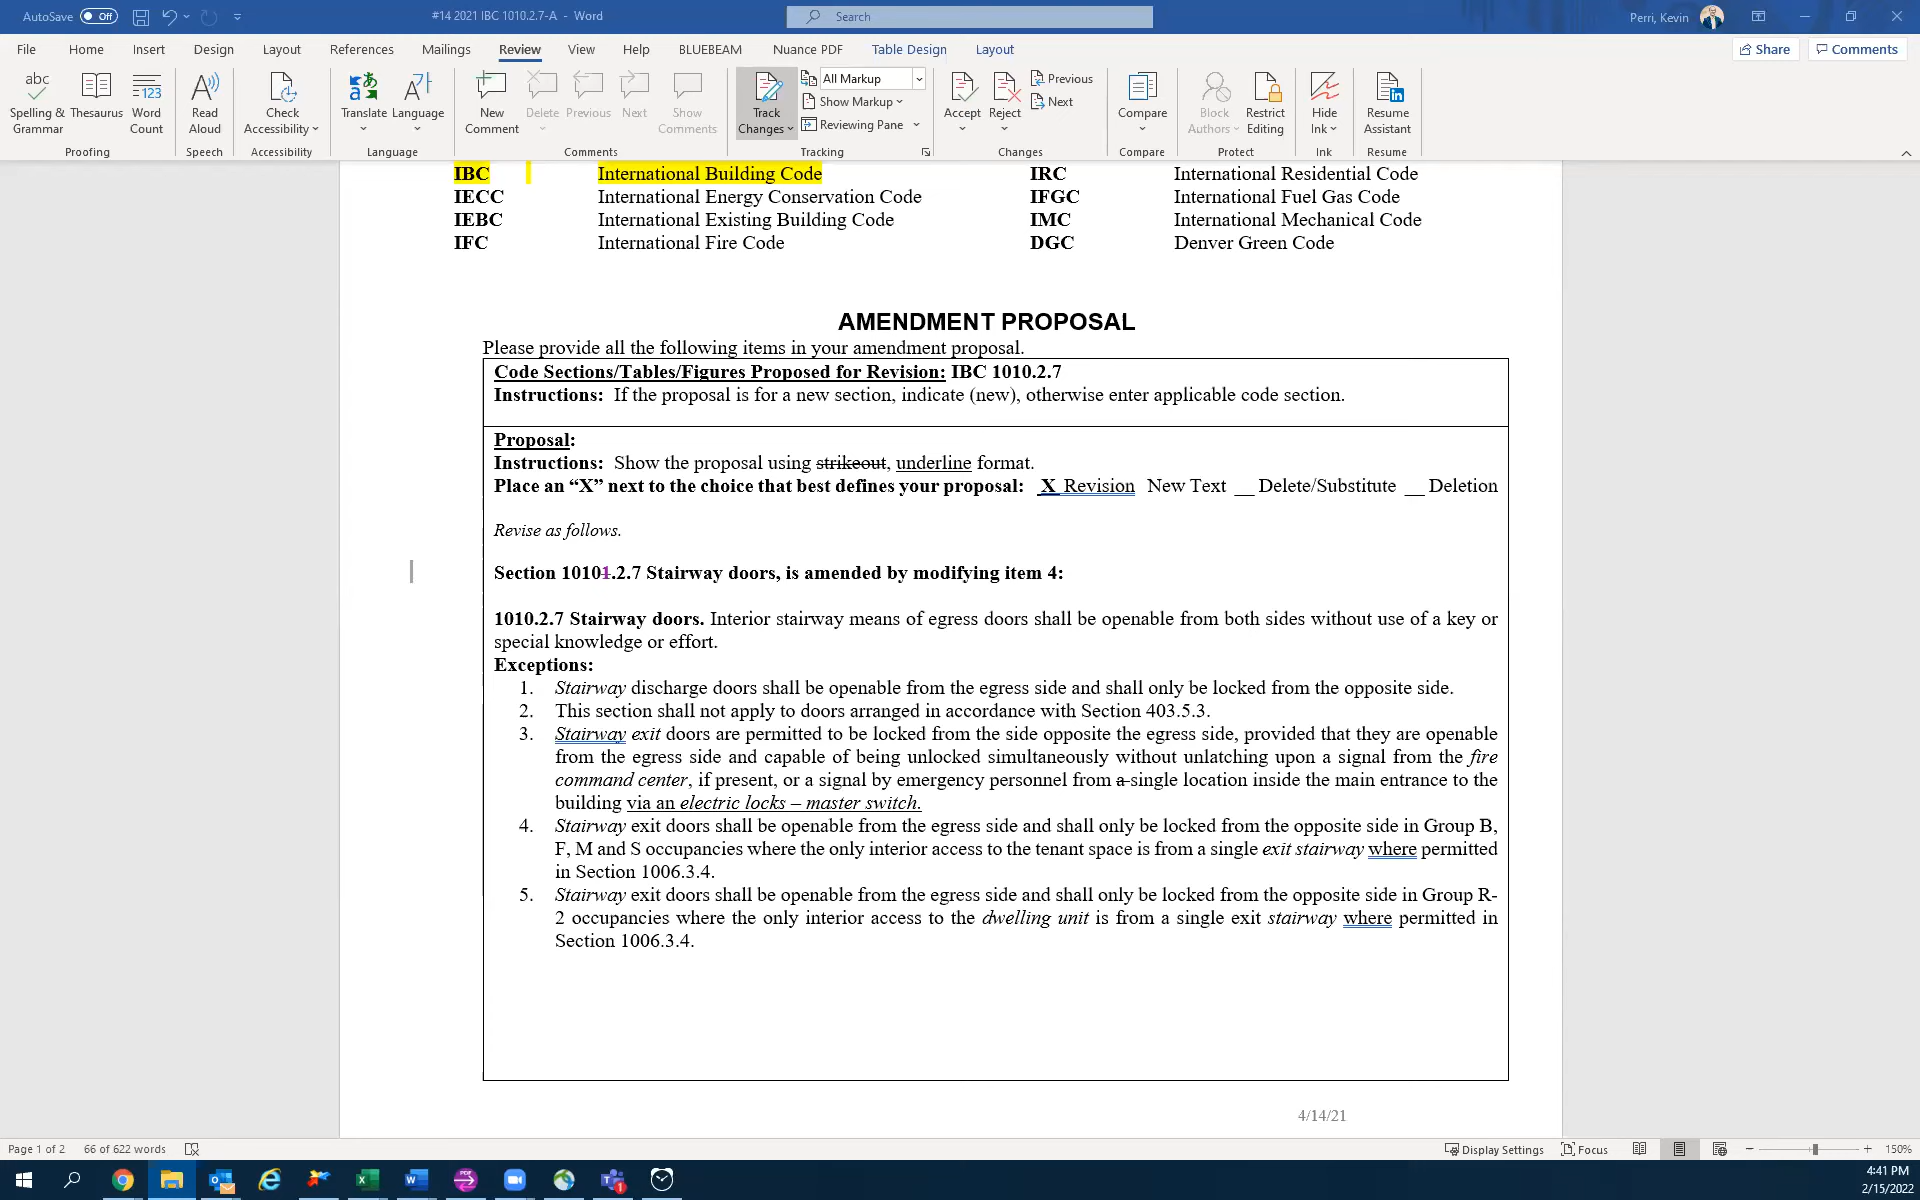 AutoSave Off #14 2021 IBC 1010.2.7-A - Word Search Perri, Kevin
File Home Insert Design Layout References Mailings Review View Help BLUEBEAM Nuance PDF Table Design Layout Share Comments
Spelling & Grammar Thesaurus Word Count Read Aloud Check Accessibility Translate Language New Comment Delete Previous Next Show Comments Track Changes All Markup Show Markup Reviewing Pane Accept Reject Previous Next Compare Block Authors Restrict Editing Hide Ink Resume Assistant
Proofing Speech Accessibility Language Comments Tracking Changes Compare Protect Ink Resume
IBC International Building Code IRC International Residential Code
IECC International Energy Conservation Code IFGC International Fuel Gas Code
IEBC International Existing Building Code IMC International Mechanical Code
IFC International Fire Code DGC Denver Green Code
AMENDMENT PROPOSAL
Please provide all the following items in your amendment proposal.
Code Sections/Tables/Figures Proposed for Revision: IBC 1010.2.7
Instructions: If the proposal is for a new section, indicate (new), otherwise enter applicable code section.
Proposal:
Instructions: Show the proposal using strikeout, underline format.
Place an “X” next to the choice that best defines your proposal: X Revision New Text __ Delete/Substitute __ Deletion
Revise as follows.
Section 10101.2.7 Stairway doors, is amended by modifying item 4:
1010.2.7 Stairway doors. Interior stairway means of egress doors shall be openable from both sides without use of a key or
special knowledge or effort.
Exceptions:
1. Stairway discharge doors shall be openable from the egress side and shall only be locked from the opposite side.
2. This section shall not apply to doors arranged in accordance with Section 403.5.3.
3. Stairway exit doors are permitted to be locked from the side opposite the egress side, provided that they are openable
from the egress side and capable of being unlocked simultaneously without unlatching upon a signal from the fire
command center, if present, or a signal by emergency personnel from a single location inside the main entrance to the
building via an electric locks – master switch.
4. Stairway exit doors shall be openable from the egress side and shall only be locked from the opposite side in Group B,
F, M and S occupancies where the only interior access to the tenant space is from a single exit stairway where permitted
in Section 1006.3.4.
5. Stairway exit doors shall be openable from the egress side and shall only be locked from the opposite side in Group R-
2 occupancies where the only interior access to the dwelling unit is from a single exit stairway where permitted in
Section 1006.3.4.
4/14/21
Page 1 of 2 66 of 622 words Display Settings Focus 150%
4:41 PM
2/15/2022